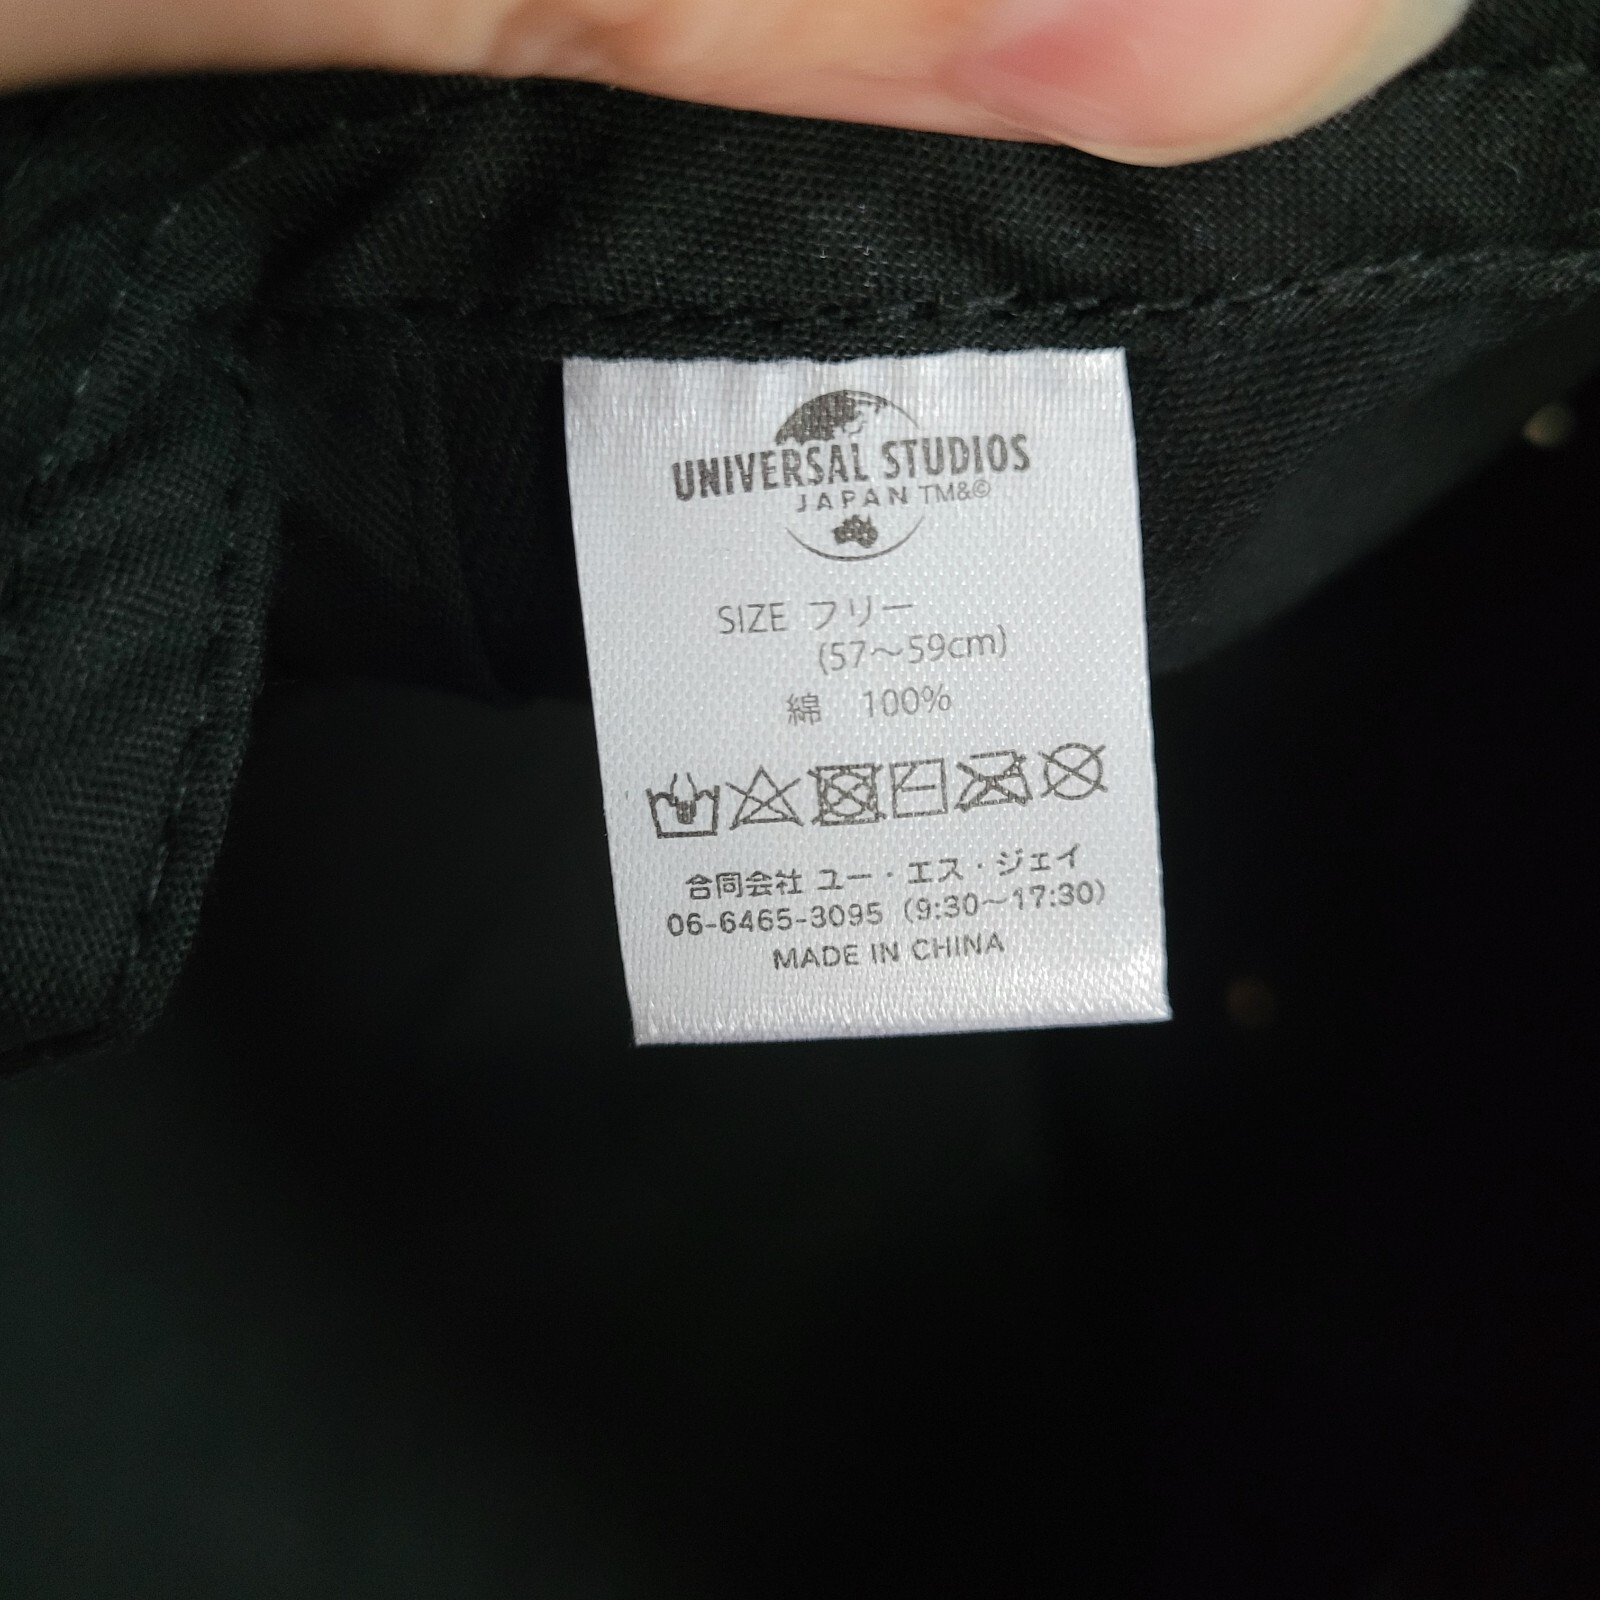 UNIVERSAL STUDIOS
JAPAN TM&©
SIZE フリー
(57〜59cm)
綿 100%
合同会社 ユー・エス・ジェイ
06-6465-3095 (9:30〜17:30)
MADE IN CHINA